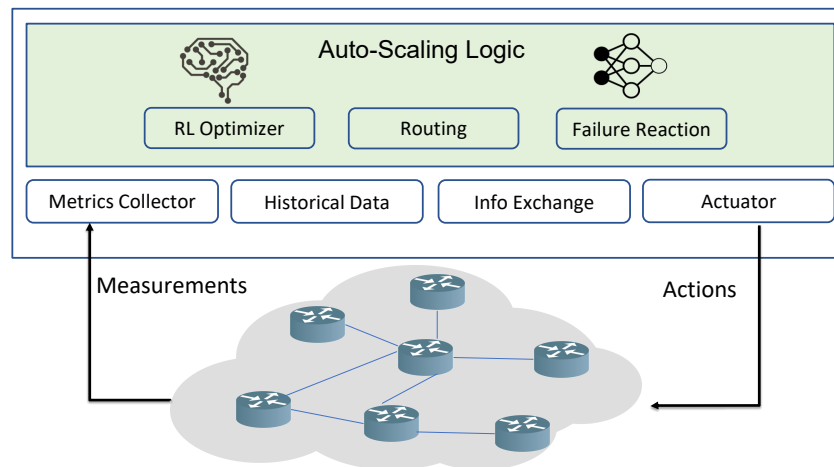 Auto-Scaling Logic
RL Optimizer
Routing
Failure Reaction
Metrics Collector
Historical Data
Info Exchange
Actuator
Measurements
Actions